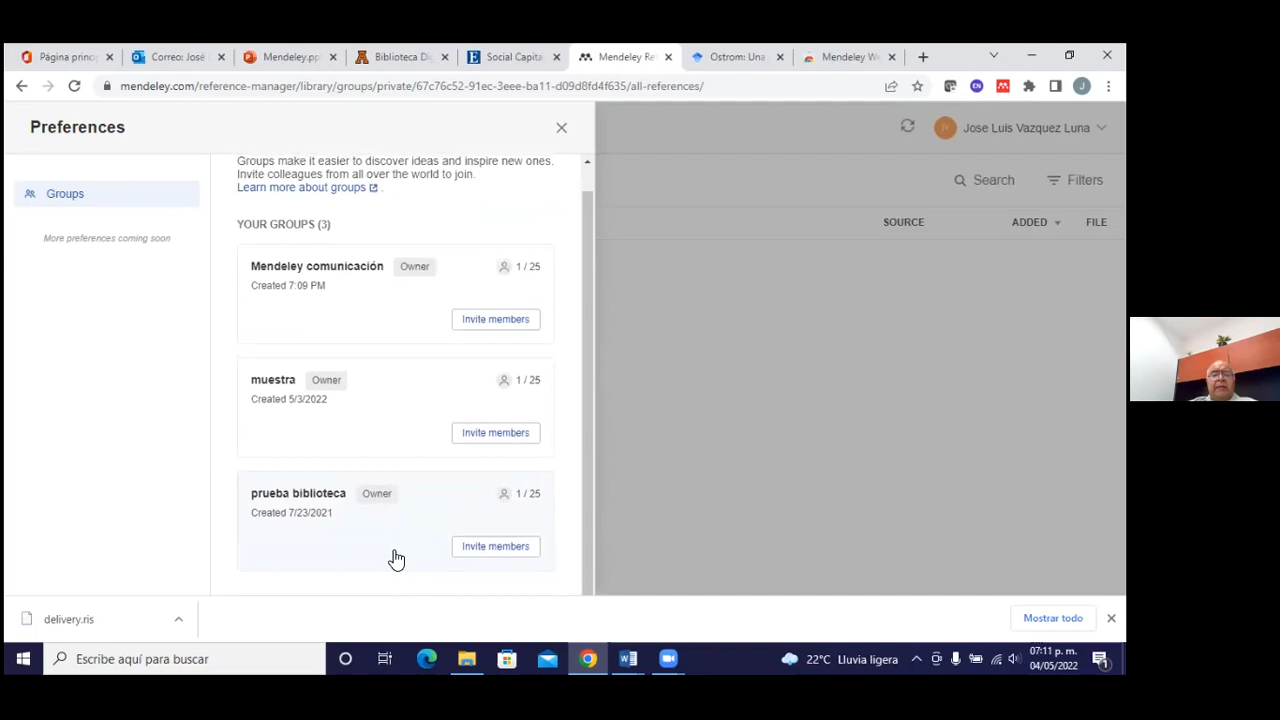 Página princi
Correo: José
Mendeley.pp
Biblioteca Di
Social Capita
Mendeley Re
Ostrom: Una
Mendeley W
mendeley.com/reference-manager/library/groups/private/67c76c52-91ec-3eee-ba11-d09d8fd4f635/all-references/
EN
J
Preferences
Jose Luis Vazquez Luna
Groups
More preferences coming soon
Groups make it easier to discover ideas and inspire new ones.
Invite colleagues from all over the world to join.
Learn more about groups .
Search
Filters
YOUR GROUPS (3)
SOURCE
ADDED
FILE
Mendeley comunicación Owner 1 / 25
Created 7:09 PM
Invite members
muestra Owner 1 / 25
Created 5/3/2022
Invite members
prueba biblioteca Owner 1 / 25
Created 7/23/2021
Invite members
delivery.ris
Mostrar todo
Escribe aquí para buscar
22°C Lluvia ligera
07:11 p. m.
04/05/2022
1